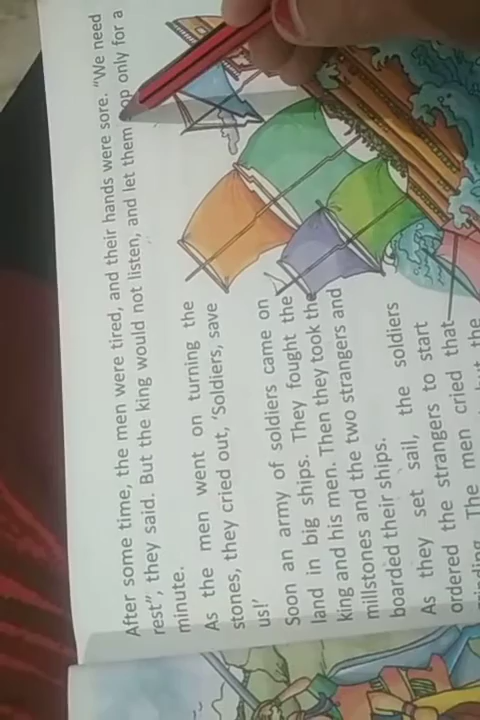 After some time, the men were tired, and their hands were sore. "We need
rest", they said. But the king would not listen, and let them only for a
minute.
As the men went on turning the
stones, they cried out, 'Soldiers, save
us!'
Soon an army of soldiers came on
land in big ships. They fought the
king and his men. Then they took the
millstones and the two strangers and
boarded their ships.
As they set sail, the soldiers
ordered the strangers to start
The men cried that
the